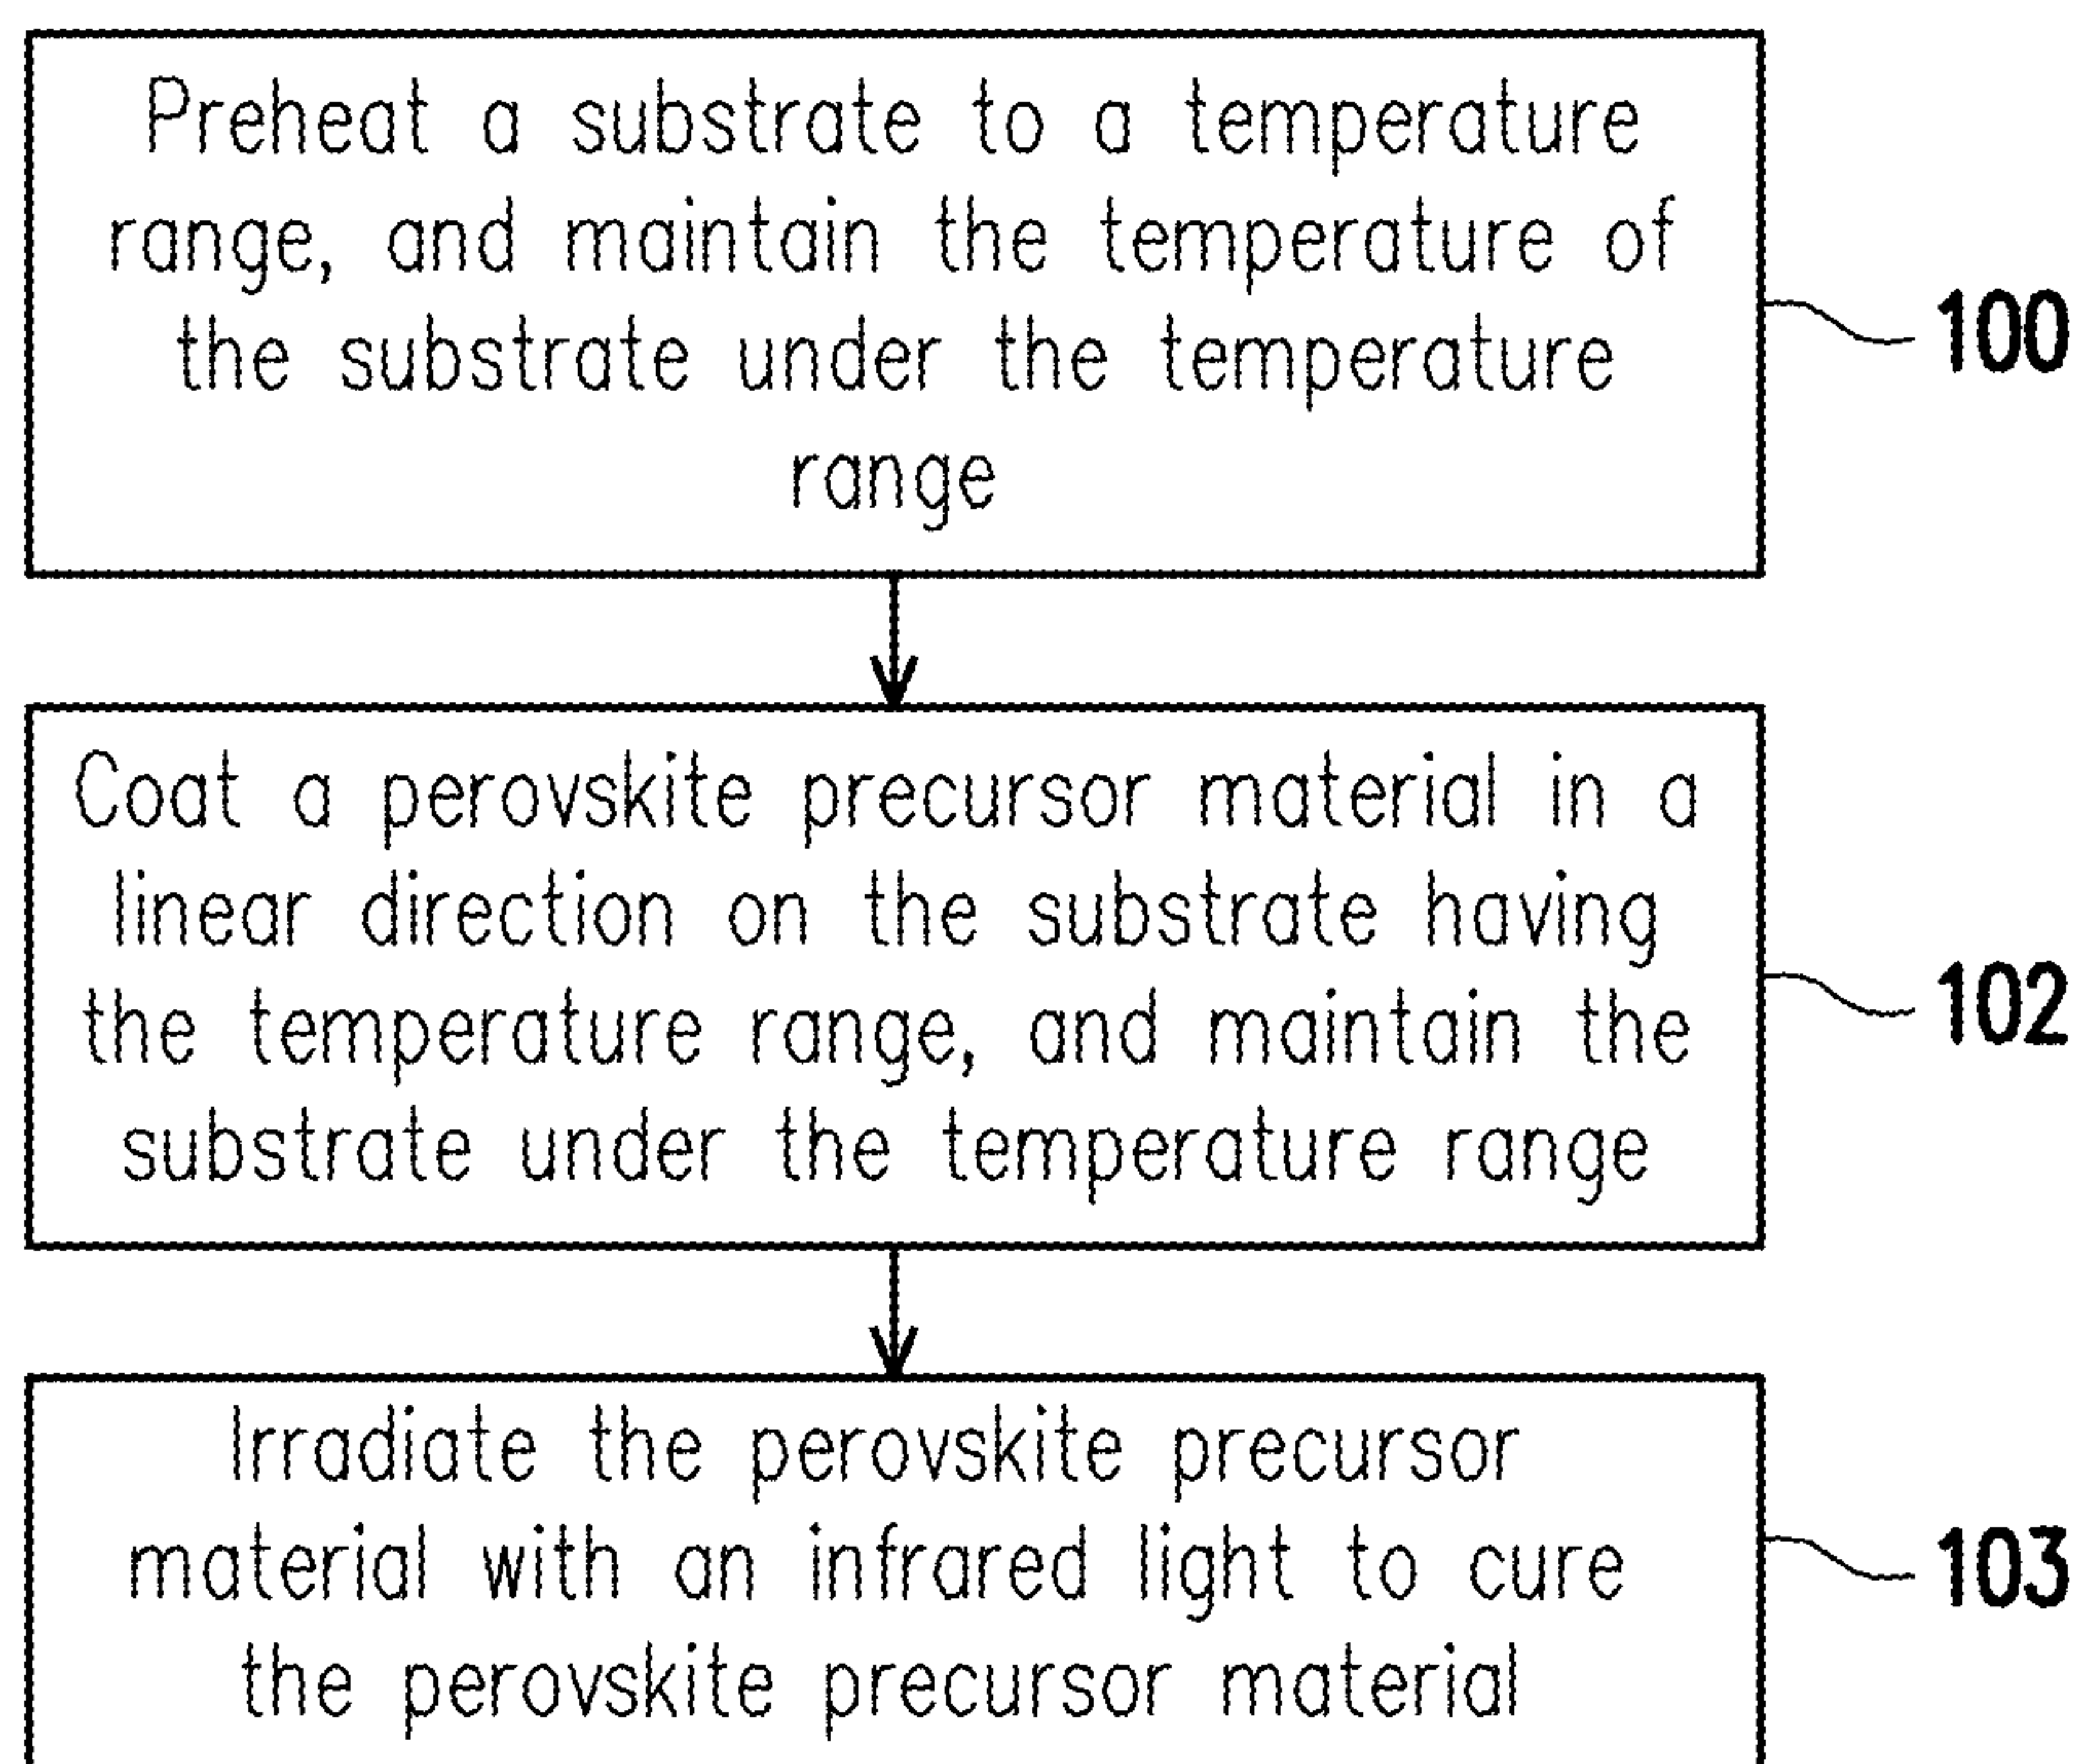 Preheat a substrate to a temperature
range, and maintain the temperature of
the substrate under the temperature
range
100
Coat a perovskite precursor material in a
linear direction on the substrate having
the temperature range, and maintain the
substrate under the temperature range
102
Irradiate the perovskite precursor
material with an infrared light to cure
the perovskite precursor material
103